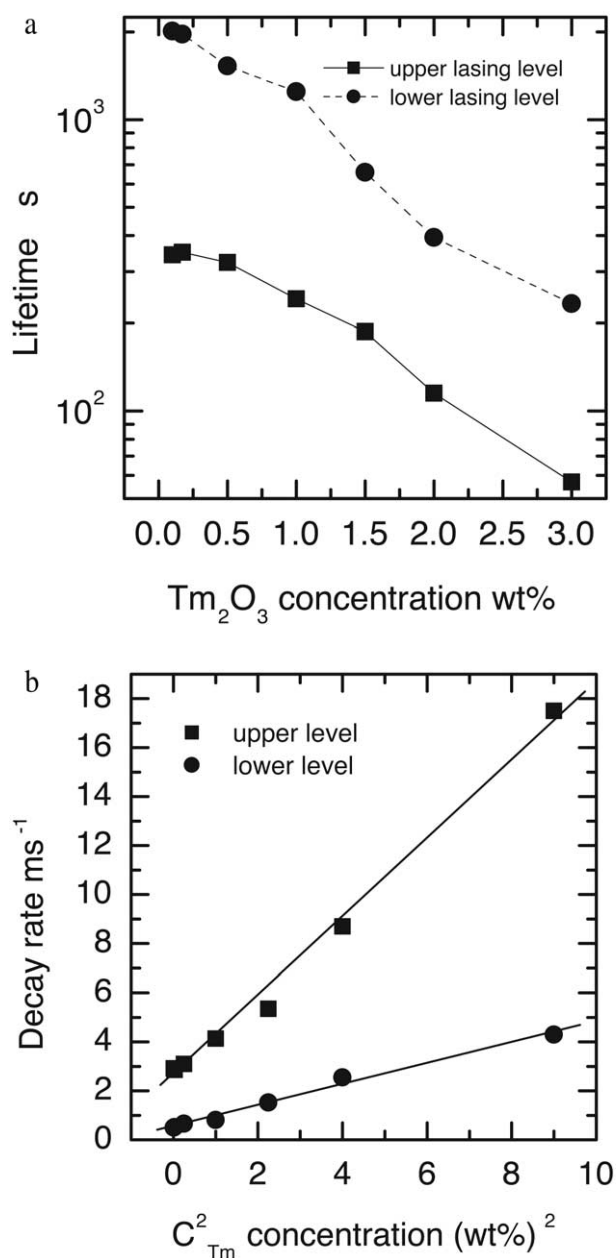 a
upper lasing level
lower lasing level
10³
10²
Lifetime s
0.0 0.5 1.0 1.5 2.0 2.5 3.0
Tm₂O₃ concentration wt%
b
upper level
lower level
18
16
14
12
10
8
6
4
2
0
Decay rate ms⁻¹
0 2 4 6 8 10
C²Tm concentration (wt%)²